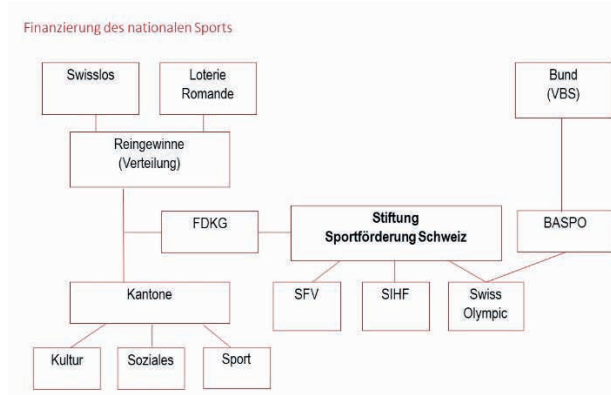 Finanzierung des nationalen Sports
Swisslos
Loterie
Romande
Bund
(VBS)
Reingewinne
(Verteilung)
FDKG
Stiftung
Sportförderung Schweiz
BASPO
Kantone
SFV
SIHF
Swiss
Olympic
Kultur
Soziales
Sport